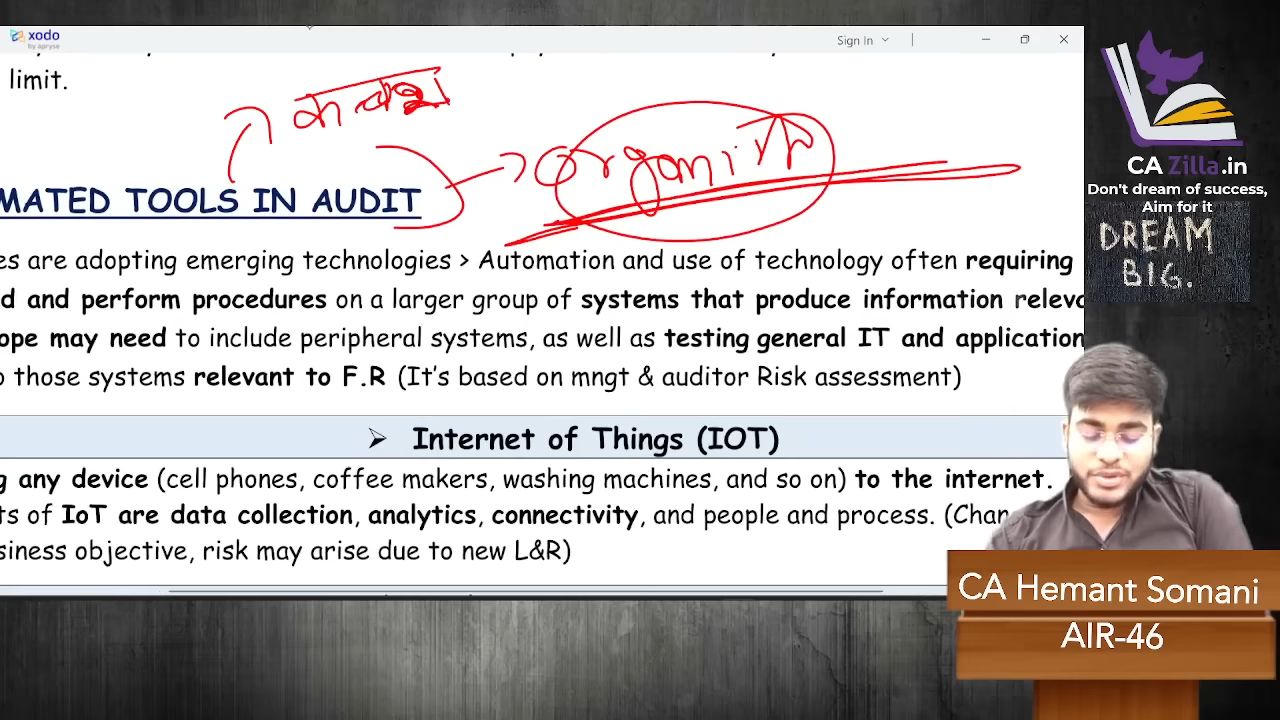 xodo
by apryse
Sign In
limit.
MATED TOOLS IN AUDIT
es are adopting emerging technologies > Automation and use of technology often requiring
d and perform procedures on a larger group of systems that produce information releva
ope may need to include peripheral systems, as well as testing general IT and application
o those systems relevant to F.R (It's based on mngt & auditor Risk assessment)
➢ Internet of Things (IOT)
g any device (cell phones, coffee makers, washing machines, and so on) to the internet.
ts of IoT are data collection, analytics, connectivity, and people and process. (Chan
siness objective, risk may arise due to new L&R)
CA Zilla.in
Don't dream of success,
Aim for it
DREAM
BIG.
CA Hemant Somani
AIR-46